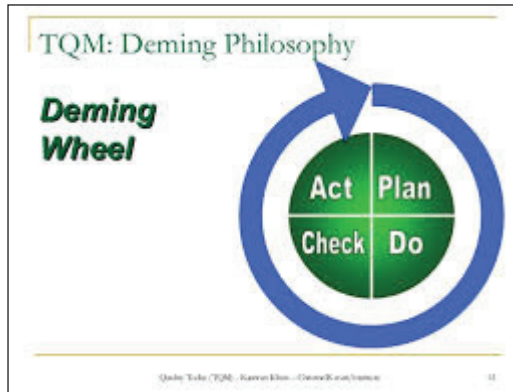 TQM: Deming Philosophy
Deming
Wheel
Act
Plan
Check
Do